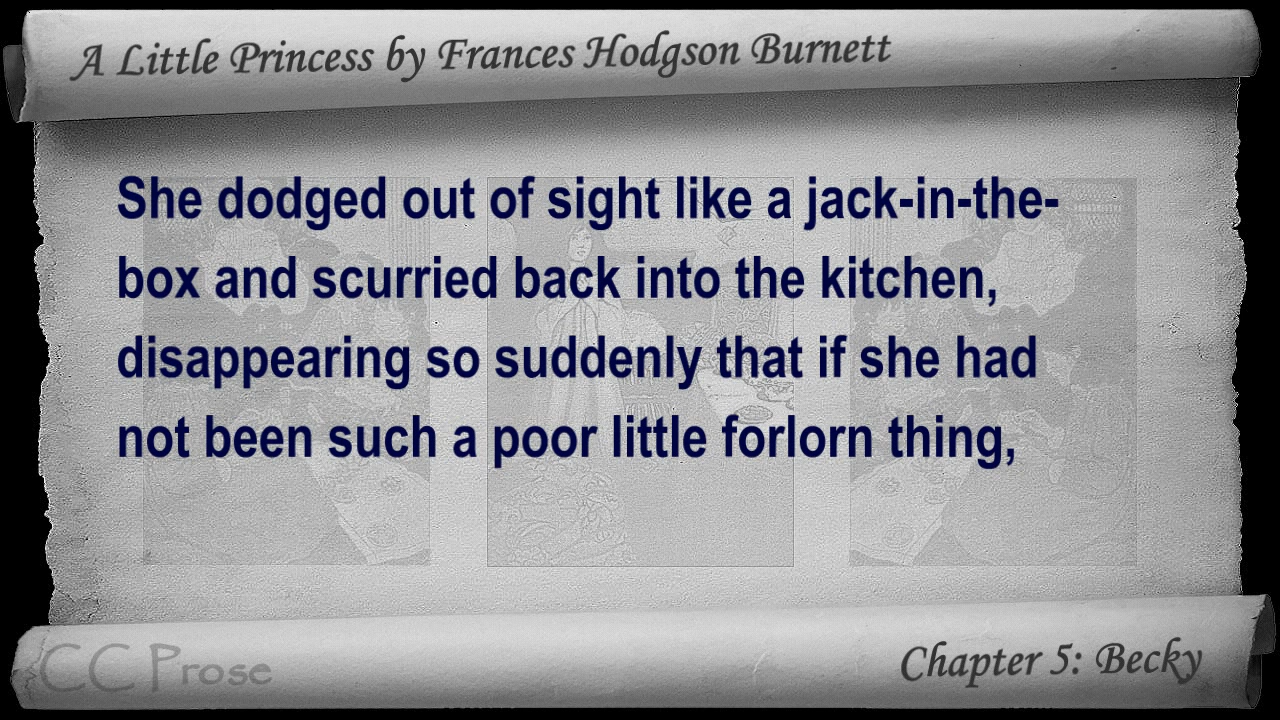 A Little Princess by Frances Hodgson Burnett
She dodged out of sight like a jack-in-the-
box and scurried back into the kitchen,
disappearing so suddenly that if she had
not been such a poor little forlorn thing,
CC Prose
Chapter 5: Becky